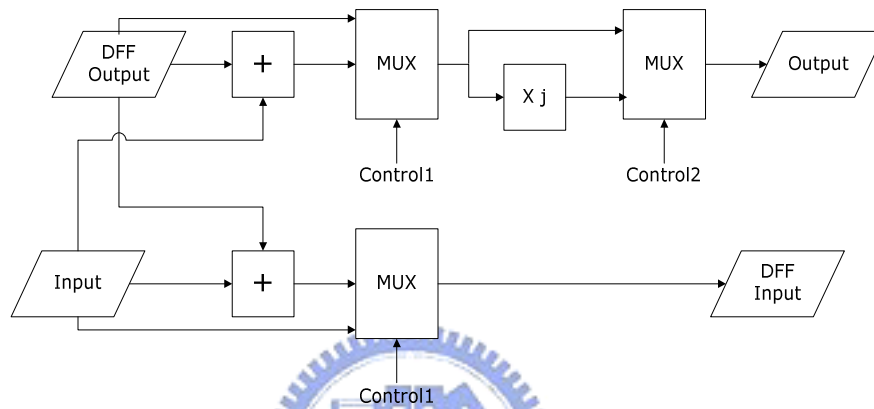 DFF
Output
+
MUX
X j
MUX
Output
Control1
Control2
Input
+
MUX
DFF
Input
Control1